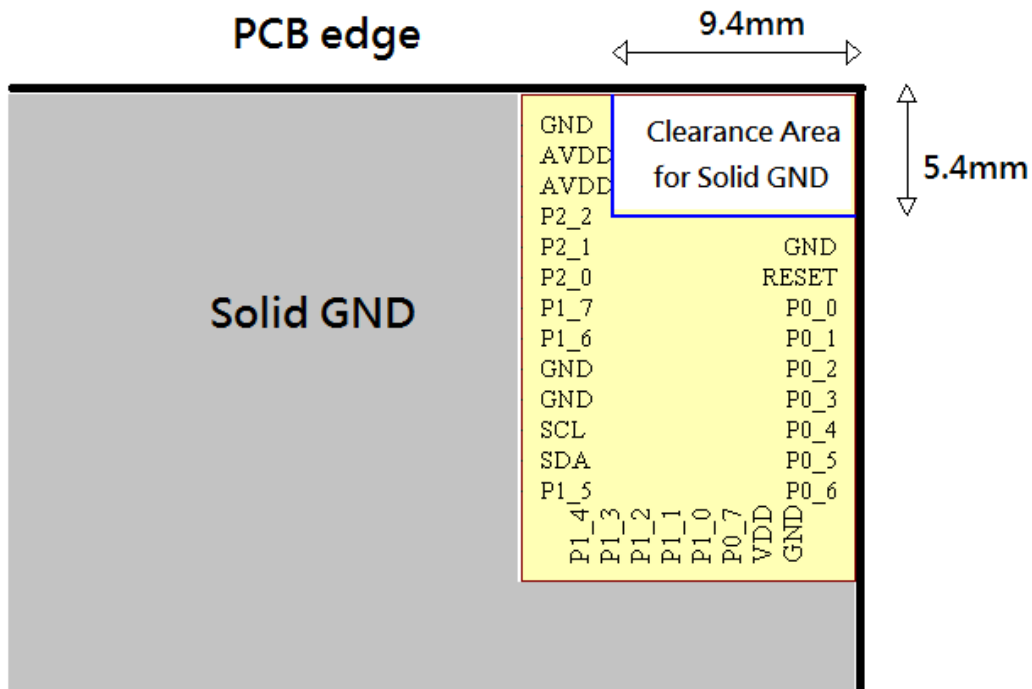 PCB edge
9.4mm
5.4mm
Clearance Area
for Solid GND
Solid GND
GND
AVDD
AVDD
P2_2
P2_1
P2_0
P1_7
P1_6
GND
GND
SCL
SDA
P1_5
P1_4
P1_3
P1_2
P1_1
P1_0
P0_7
VDD
GND
GND
RESET
P0_0
P0_1
P0_2
P0_3
P0_4
P0_5
P0_6